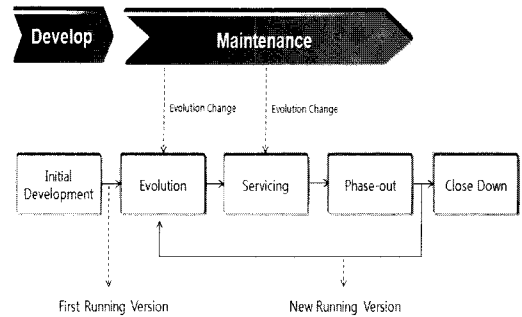 Develop
Maintenance
Evolution Change
Evolution Change
Initial
Development
Evolution
Servicing
Phase-out
Close Down
First Running Version
New Running Version